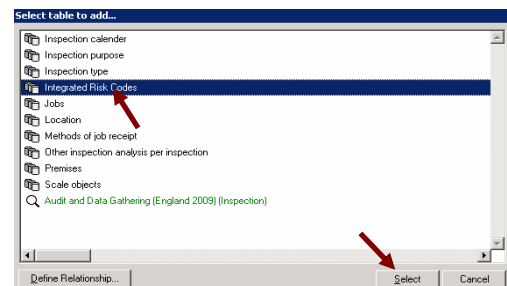 Select table to add...
Inspection calender
Inspection purpose
Inspection type
Integrated Risk Codes
Jobs
Location
Methods of job receipt
Other inspection analysis per inspection
Premises
Scale objects
Audit and Data Gathering (England 2009) (Inspection)
Define Relationship... Select Cancel